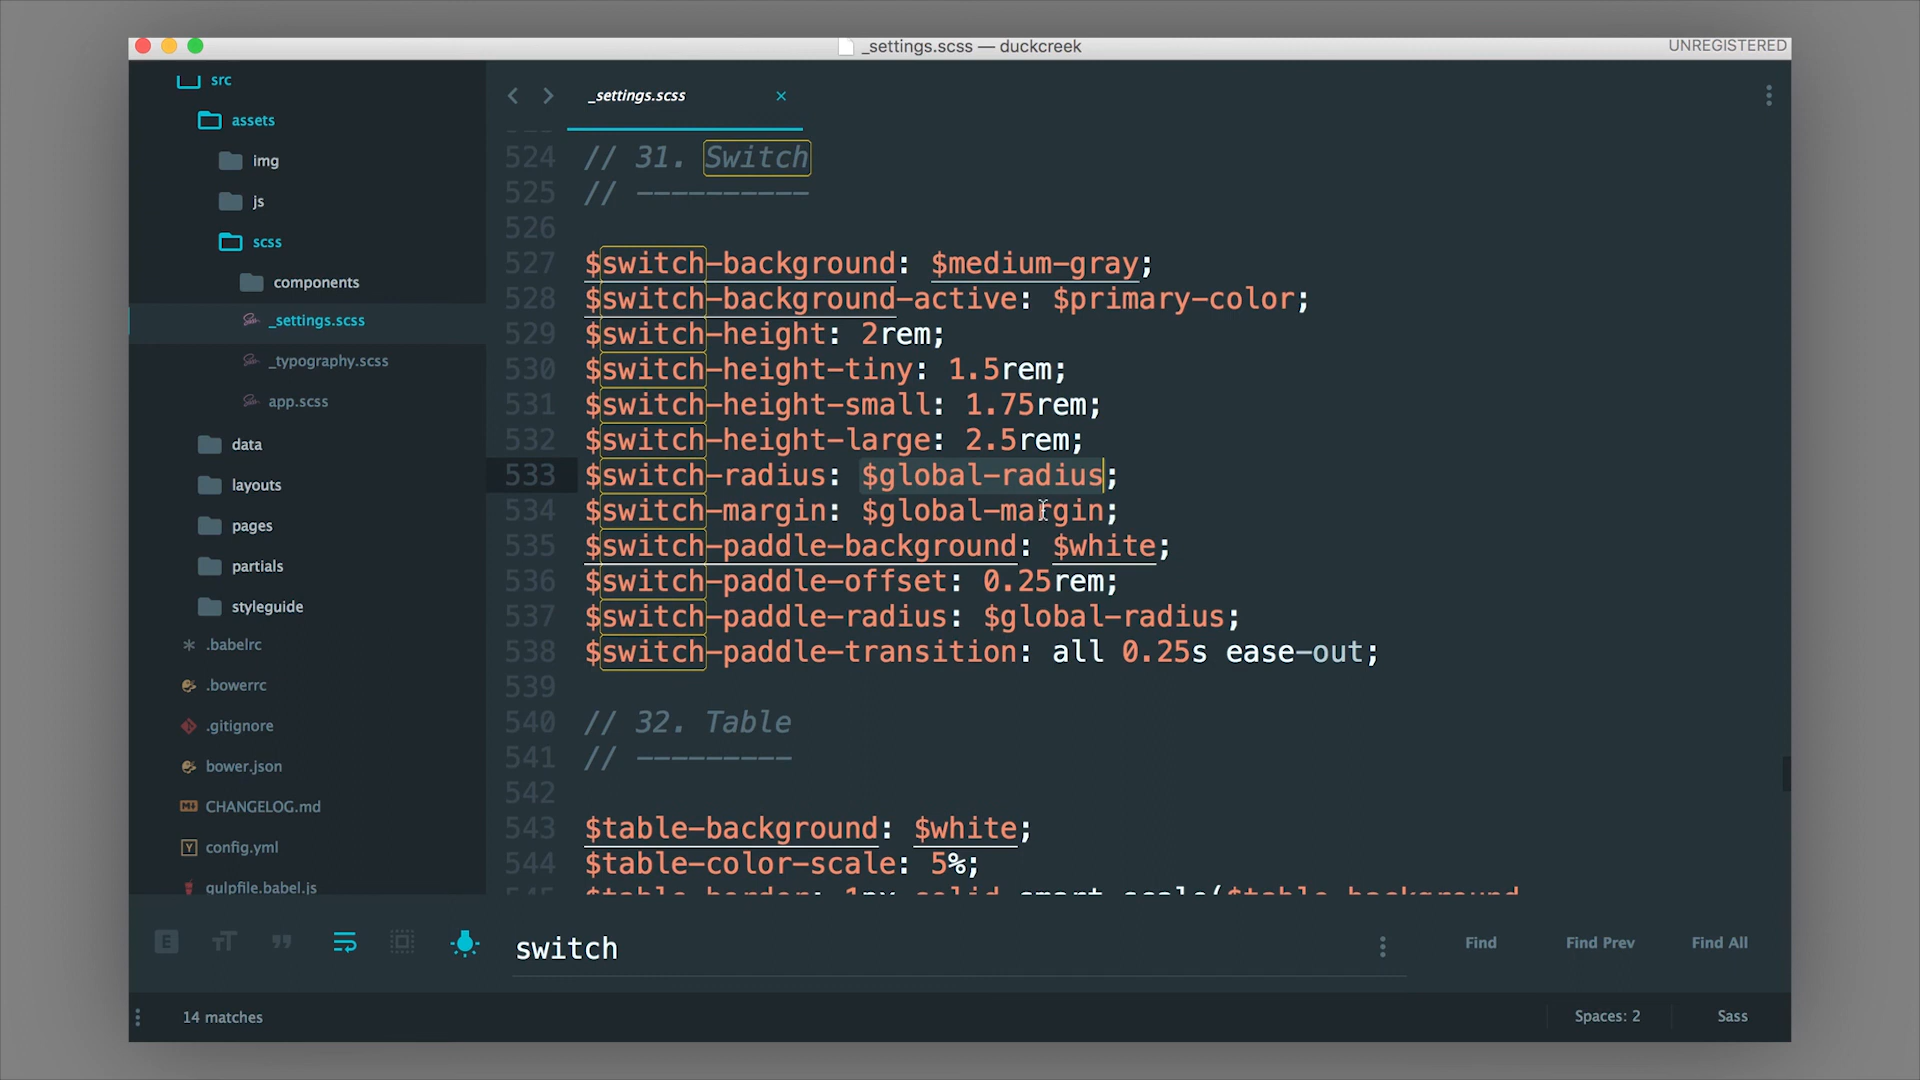 _settings.scss — duckcreek
UNREGISTERED
src
assets
img
js
scss
components
_settings.scss
_typography.scss
app.scss
data
layouts
pages
partials
styleguide
.babelrc
.bowerrc
.gitignore
bower.json
CHANGELOG.md
config.yml
gulpfile.babel.js
_settings.scss
524 // 31. Switch
525 // ----------
526
527 $switch-background: $medium-gray;
528 $switch-background-active: $primary-color;
529 $switch-height: 2rem;
530 $switch-height-tiny: 1.5rem;
531 $switch-height-small: 1.75rem;
532 $switch-height-large: 2.5rem;
533 $switch-radius: $global-radius;
534 $switch-margin: $global-margin;
535 $switch-paddle-background: $white;
536 $switch-paddle-offset: 0.25rem;
537 $switch-paddle-radius: $global-radius;
538 $switch-paddle-transition: all 0.25s ease-out;
539
540 // 32. Table
541 // ---------
542
543 $table-background: $white;
544 $table-color-scale: 5%;
545 $table-border: 1px solid smart-scale($table-background
switch
Find
Find Prev
Find All
14 matches
Spaces: 2
Sass